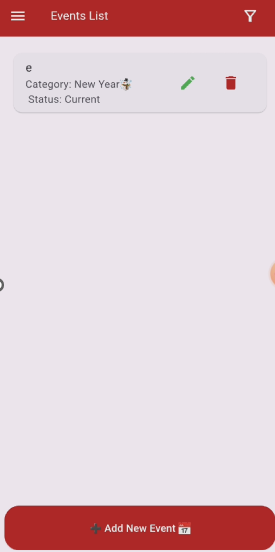 Events List
e
Category: New Year⛄
Status: Current
➕ Add New Event 📅